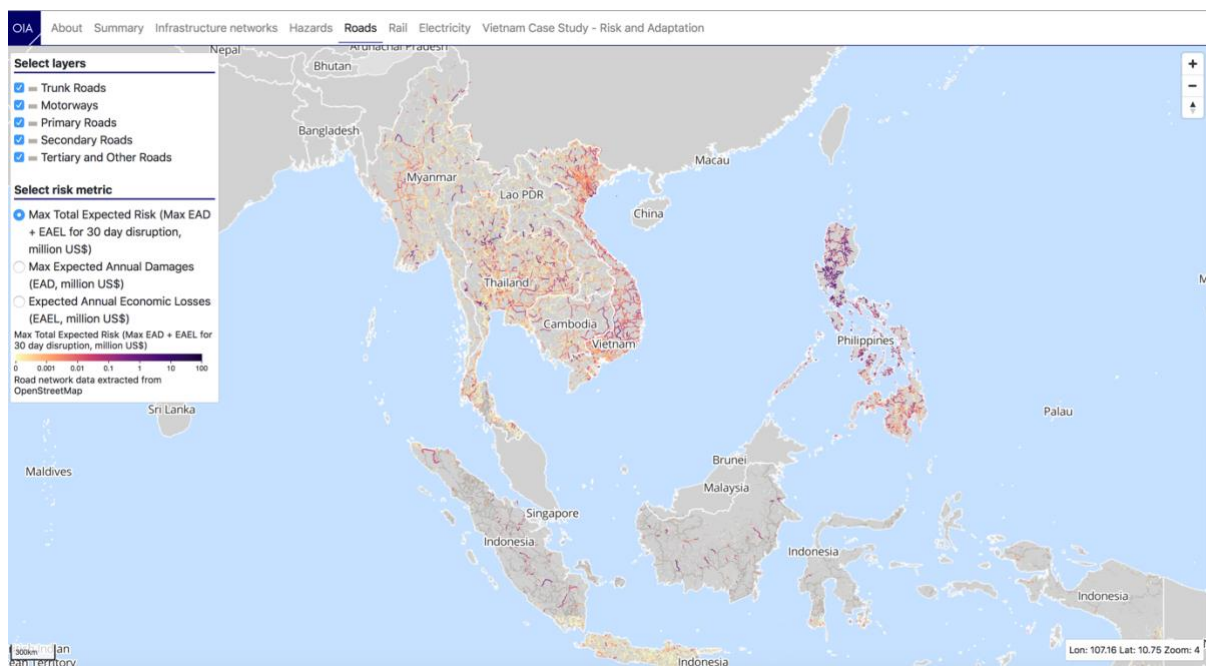 OIA About Summary Infrastructure networks Hazards Roads Rail Electricity Vietnam Case Study - Risk and Adaptation
Select layers
Trunk Roads
Motorways
Primary Roads
Secondary Roads
Tertiary and Other Roads
Select risk metric
Max Total Expected Risk (Max EAD
+ EAEL for 30 day disruption,
million US$)
Max Expected Annual Damages
(EAD, million US$)
Expected Annual Economic Losses
(EAEL, million US$)
Max Total Expected Risk (Max EAD + EAEL for
30 day disruption, million US$)
0 0.001 0.01 0.1 1 10 100
Road network data extracted from
OpenStreetMap
Nepal
Arunachal Pradesh
Bhutan
Bangladesh
Macau
Myanmar
Lao PDR
China
Thailand
Cambodia
Vietnam
Philippines
Sri Lanka
Palau
Maldives
Brunei
Malaysia
Singapore
Indonesia
Indonesia
Indonesia
Indonesia
300km
Lon: 107.16 Lat: 10.75 Zoom: 4